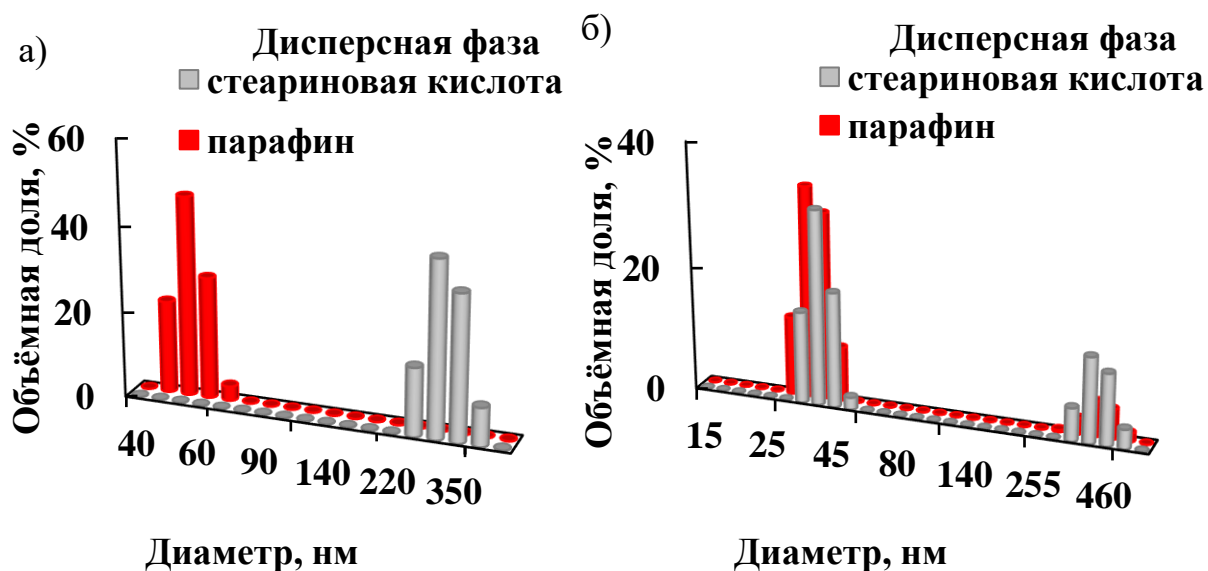 а)
Дисперсная фаза
стеариновая кислота
парафин
Объёмная доля, %
60
40
20
0
40
60
90
140
220
350
Диаметр, нм
б)
Дисперсная фаза
стеариновая кислота
парафин
Объёмная доля, %
40
20
0
15
25
45
80
140
255
460
Диаметр, нм